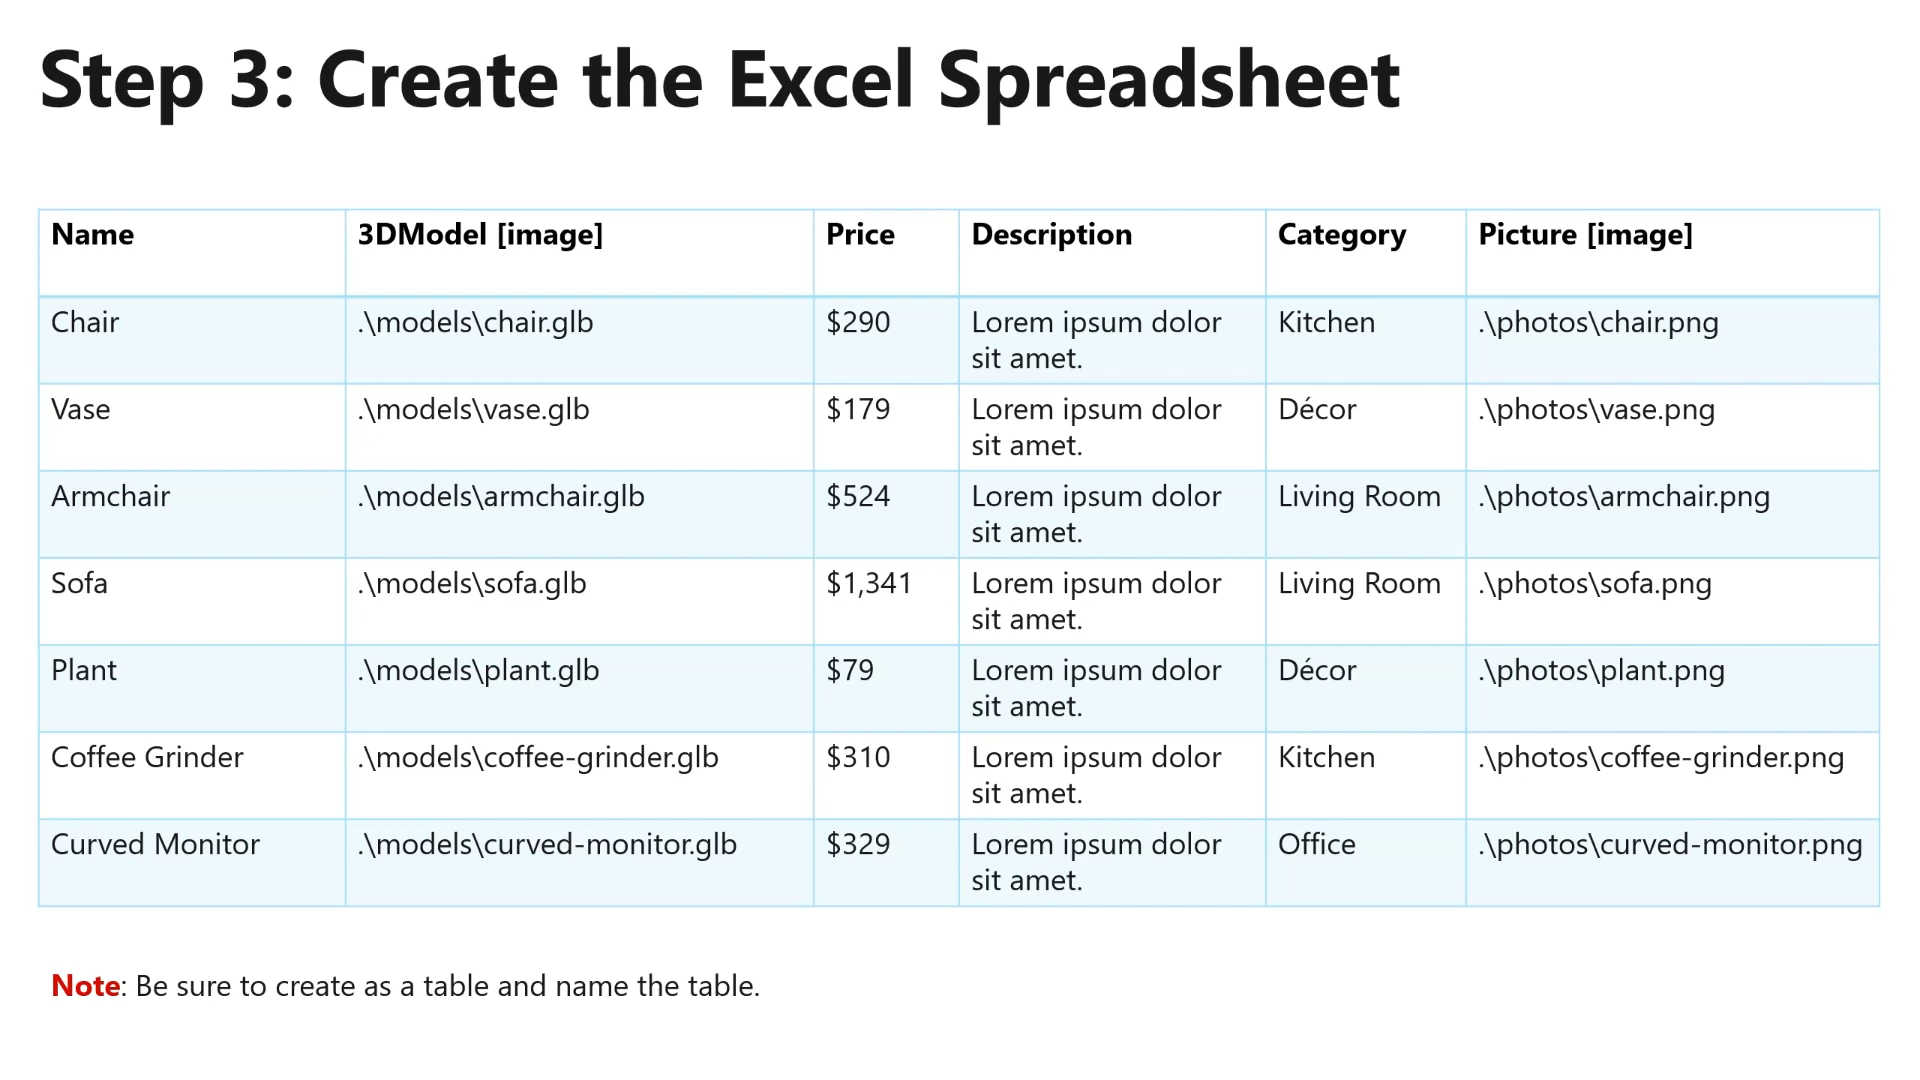 Step 3: Create the Excel Spreadsheet
Name 3DModel [image] Price Description Category Picture [image]
Chair .\models\chair.glb $290 Lorem ipsum dolor sit amet. Kitchen .\photos\chair.png
Vase .\models\vase.glb $179 Lorem ipsum dolor sit amet. Décor .\photos\vase.png
Armchair .\models\armchair.glb $524 Lorem ipsum dolor sit amet. Living Room .\photos\armchair.png
Sofa .\models\sofa.glb $1,341 Lorem ipsum dolor sit amet. Living Room .\photos\sofa.png
Plant .\models\plant.glb $79 Lorem ipsum dolor sit amet. Décor .\photos\plant.png
Coffee Grinder .\models\coffee-grinder.glb $310 Lorem ipsum dolor sit amet. Kitchen .\photos\coffee-grinder.png
Curved Monitor .\models\curved-monitor.glb $329 Lorem ipsum dolor sit amet. Office .\photos\curved-monitor.png
Note: Be sure to create as a table and name the table.